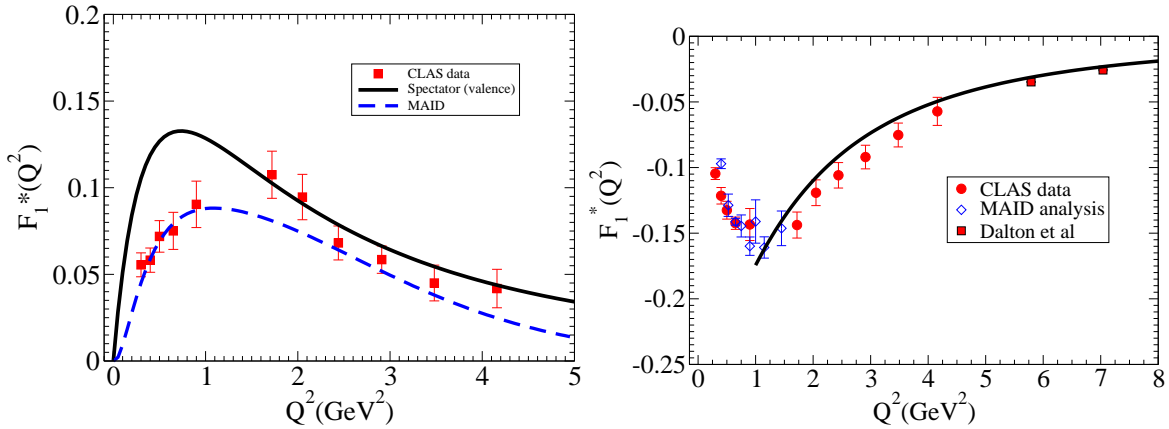 0.15
0.1
0.05
0
F1*(Q2)
CLAS data
Spectator (valence)
MAID
0 1 2 3 4 5
Q2(GeV2)
0
-0.05
-0.1
-0.15
-0.2
-0.25
F1*(Q2)
CLAS data
MAID analysis
Dalton et al
0 1 2 3 4 5 6 7 8
Q2(GeV2)